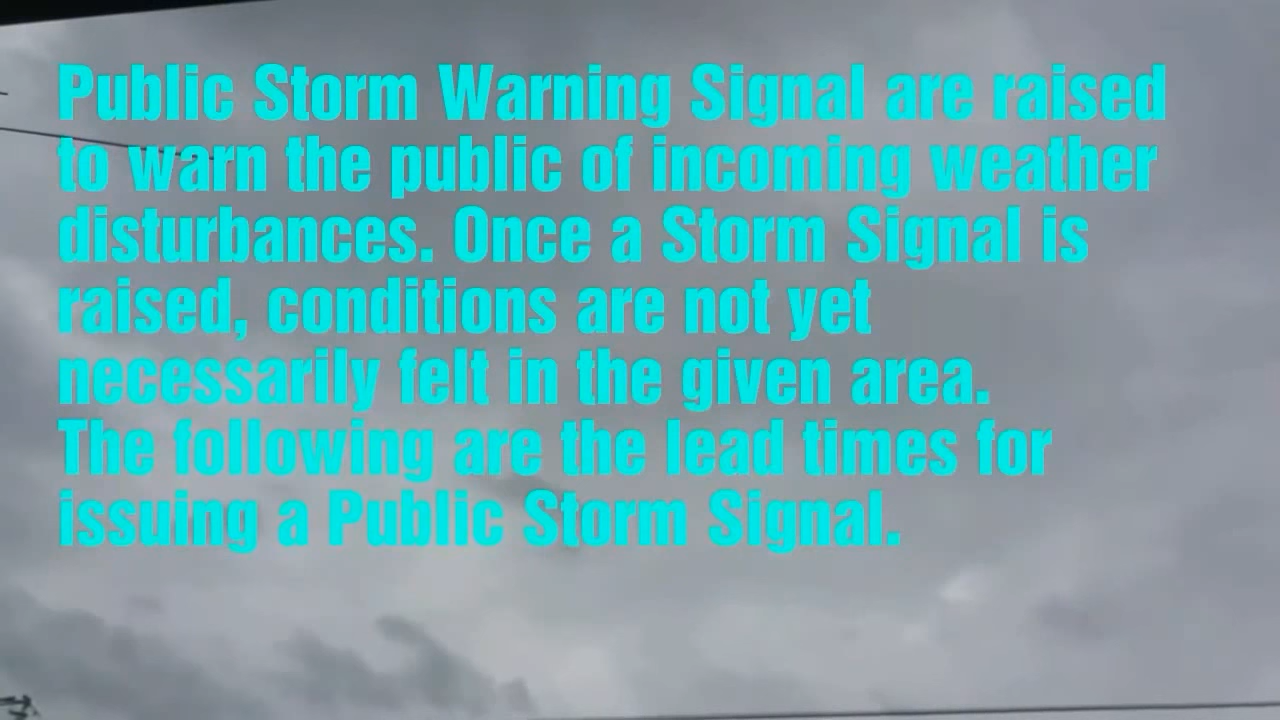 Public Storm Warning Signal are raised
to warn the public of incoming weather
disturbances. Once a Storm Signal is
raised, conditions are not yet
necessarily felt in the given area.
The following are the lead times for
issuing a Public Storm Signal.